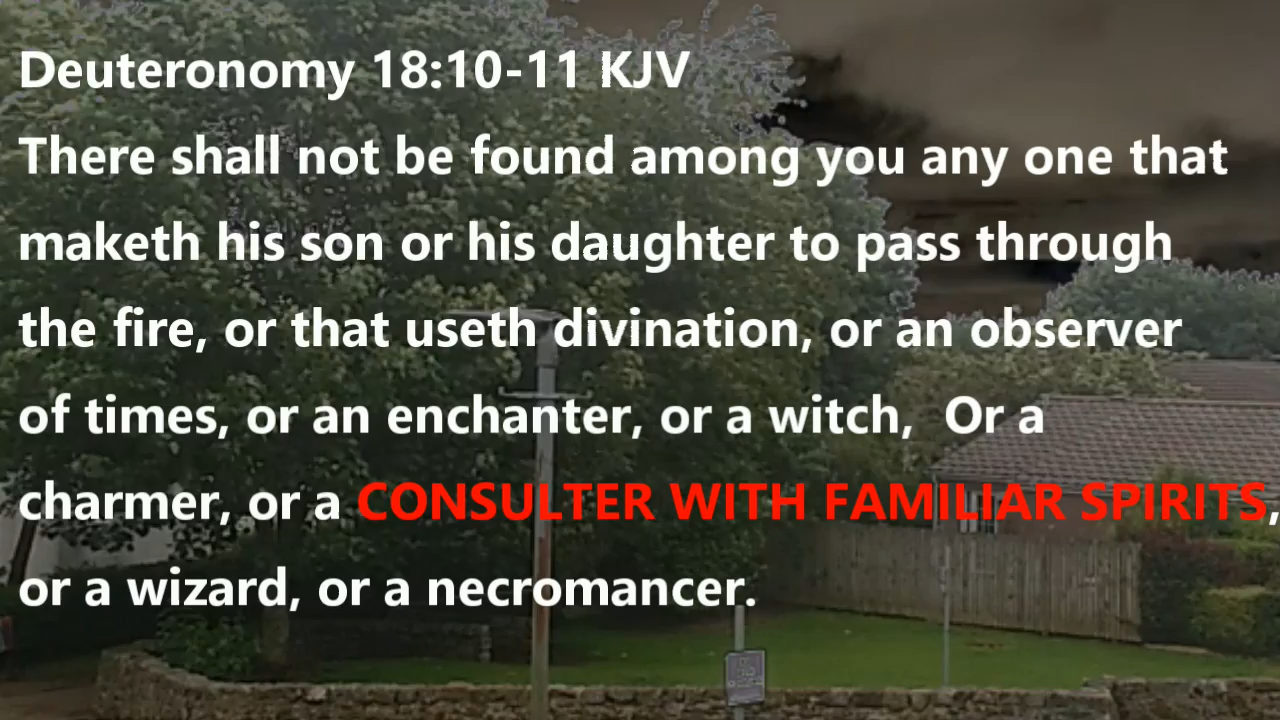 Deuteronomy 18:10-11 KJV
There shall not be found among you any one that
maketh his son or his daughter to pass through
the fire, or that useth divination, or an observer
of times, or an enchanter, or a witch,  Or a
charmer, or a CONSULTER WITH FAMILIAR SPIRITS,
or a wizard, or a necromancer.